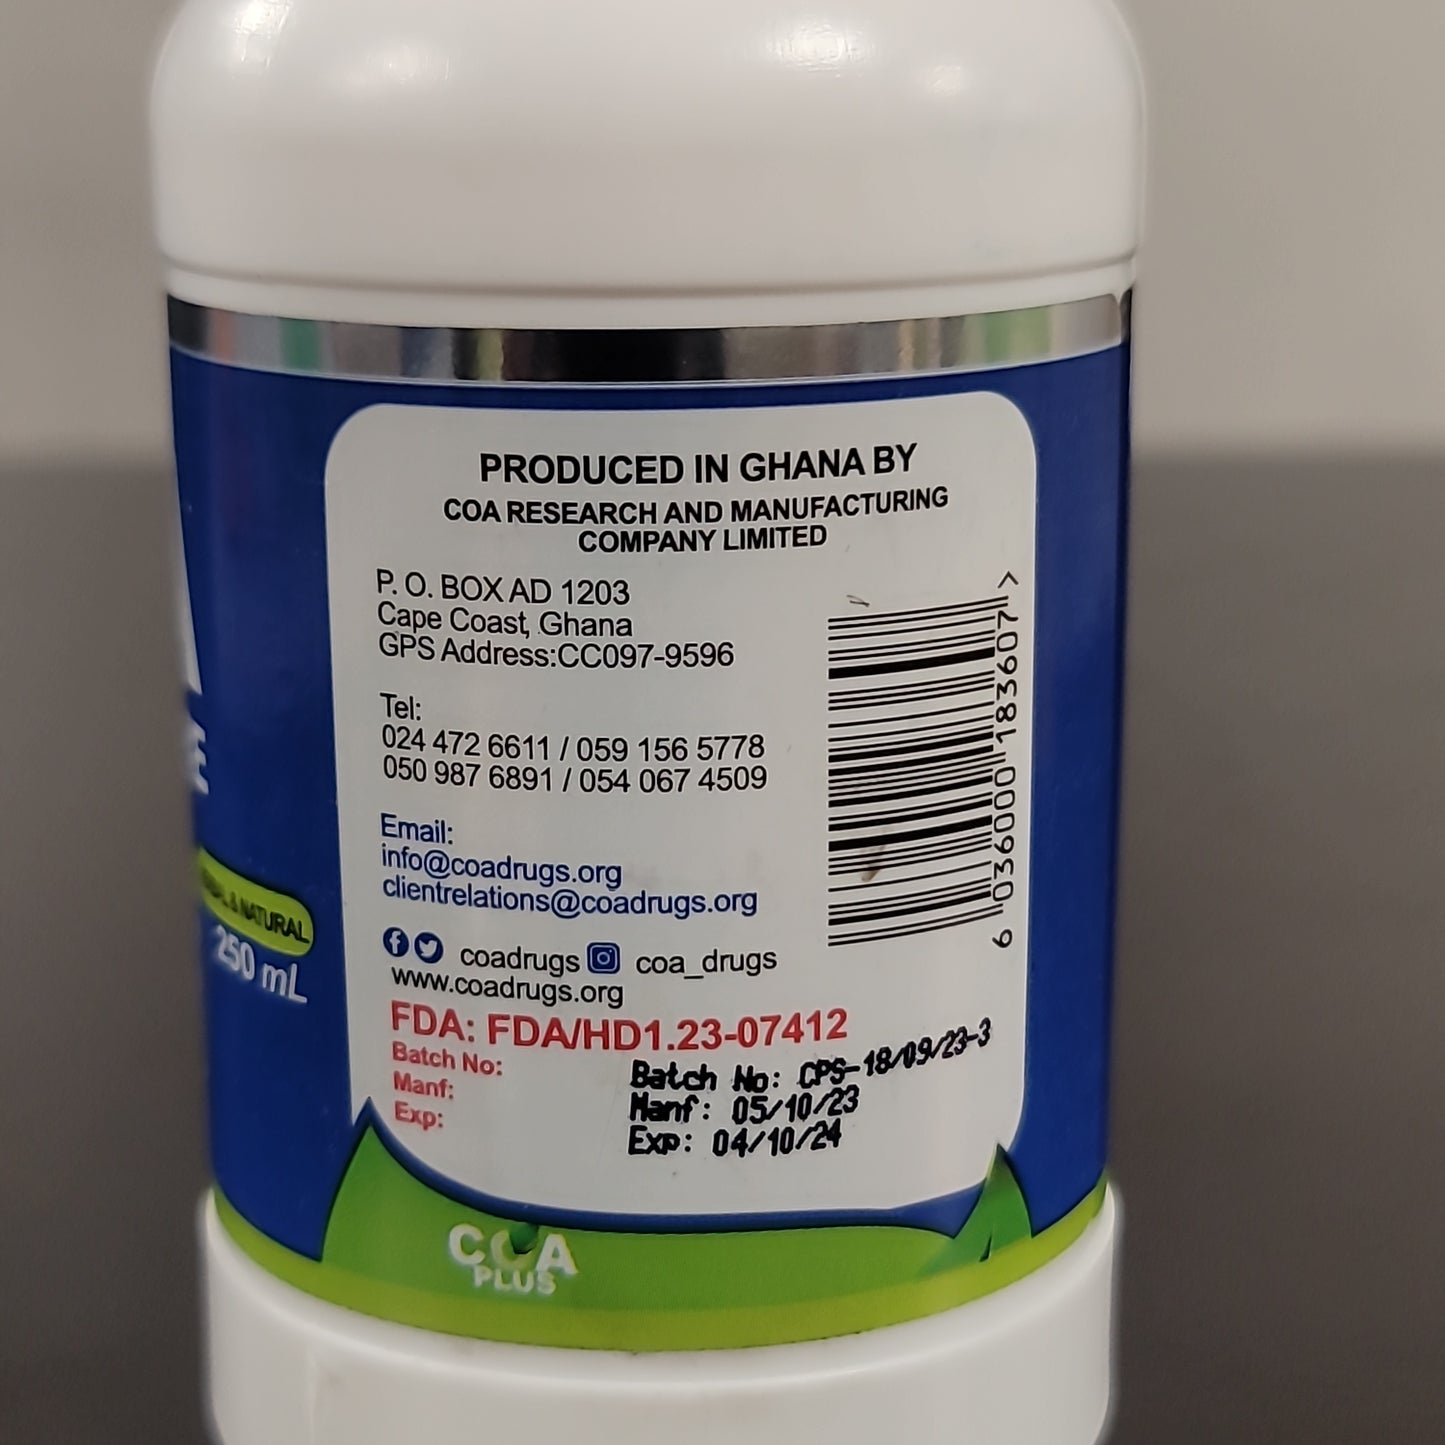 PRODUCED IN GHANA BY
COA RESEARCH AND MANUFACTURING
COMPANY LIMITED
P. O. BOX AD 1203
Cape Coast, Ghana
GPS Address:CC097-9596
Tel:
024 472 6611 / 059 156 5778
050 987 6891 / 054 067 4509
Email:
info@coadrugs.org
clientrelations@coadrugs.org
coadrugs coa_drugs
www.coadrugs.org
FDA: FDA/HD1.23-07412
Batch No:
Manf:
Exp:
Batch No: CPS-18/09/23-3
Manf: 05/10/23
Exp: 04/10/24
6 036000 183607 >
& NATURAL
250 mL
COA
PLUS